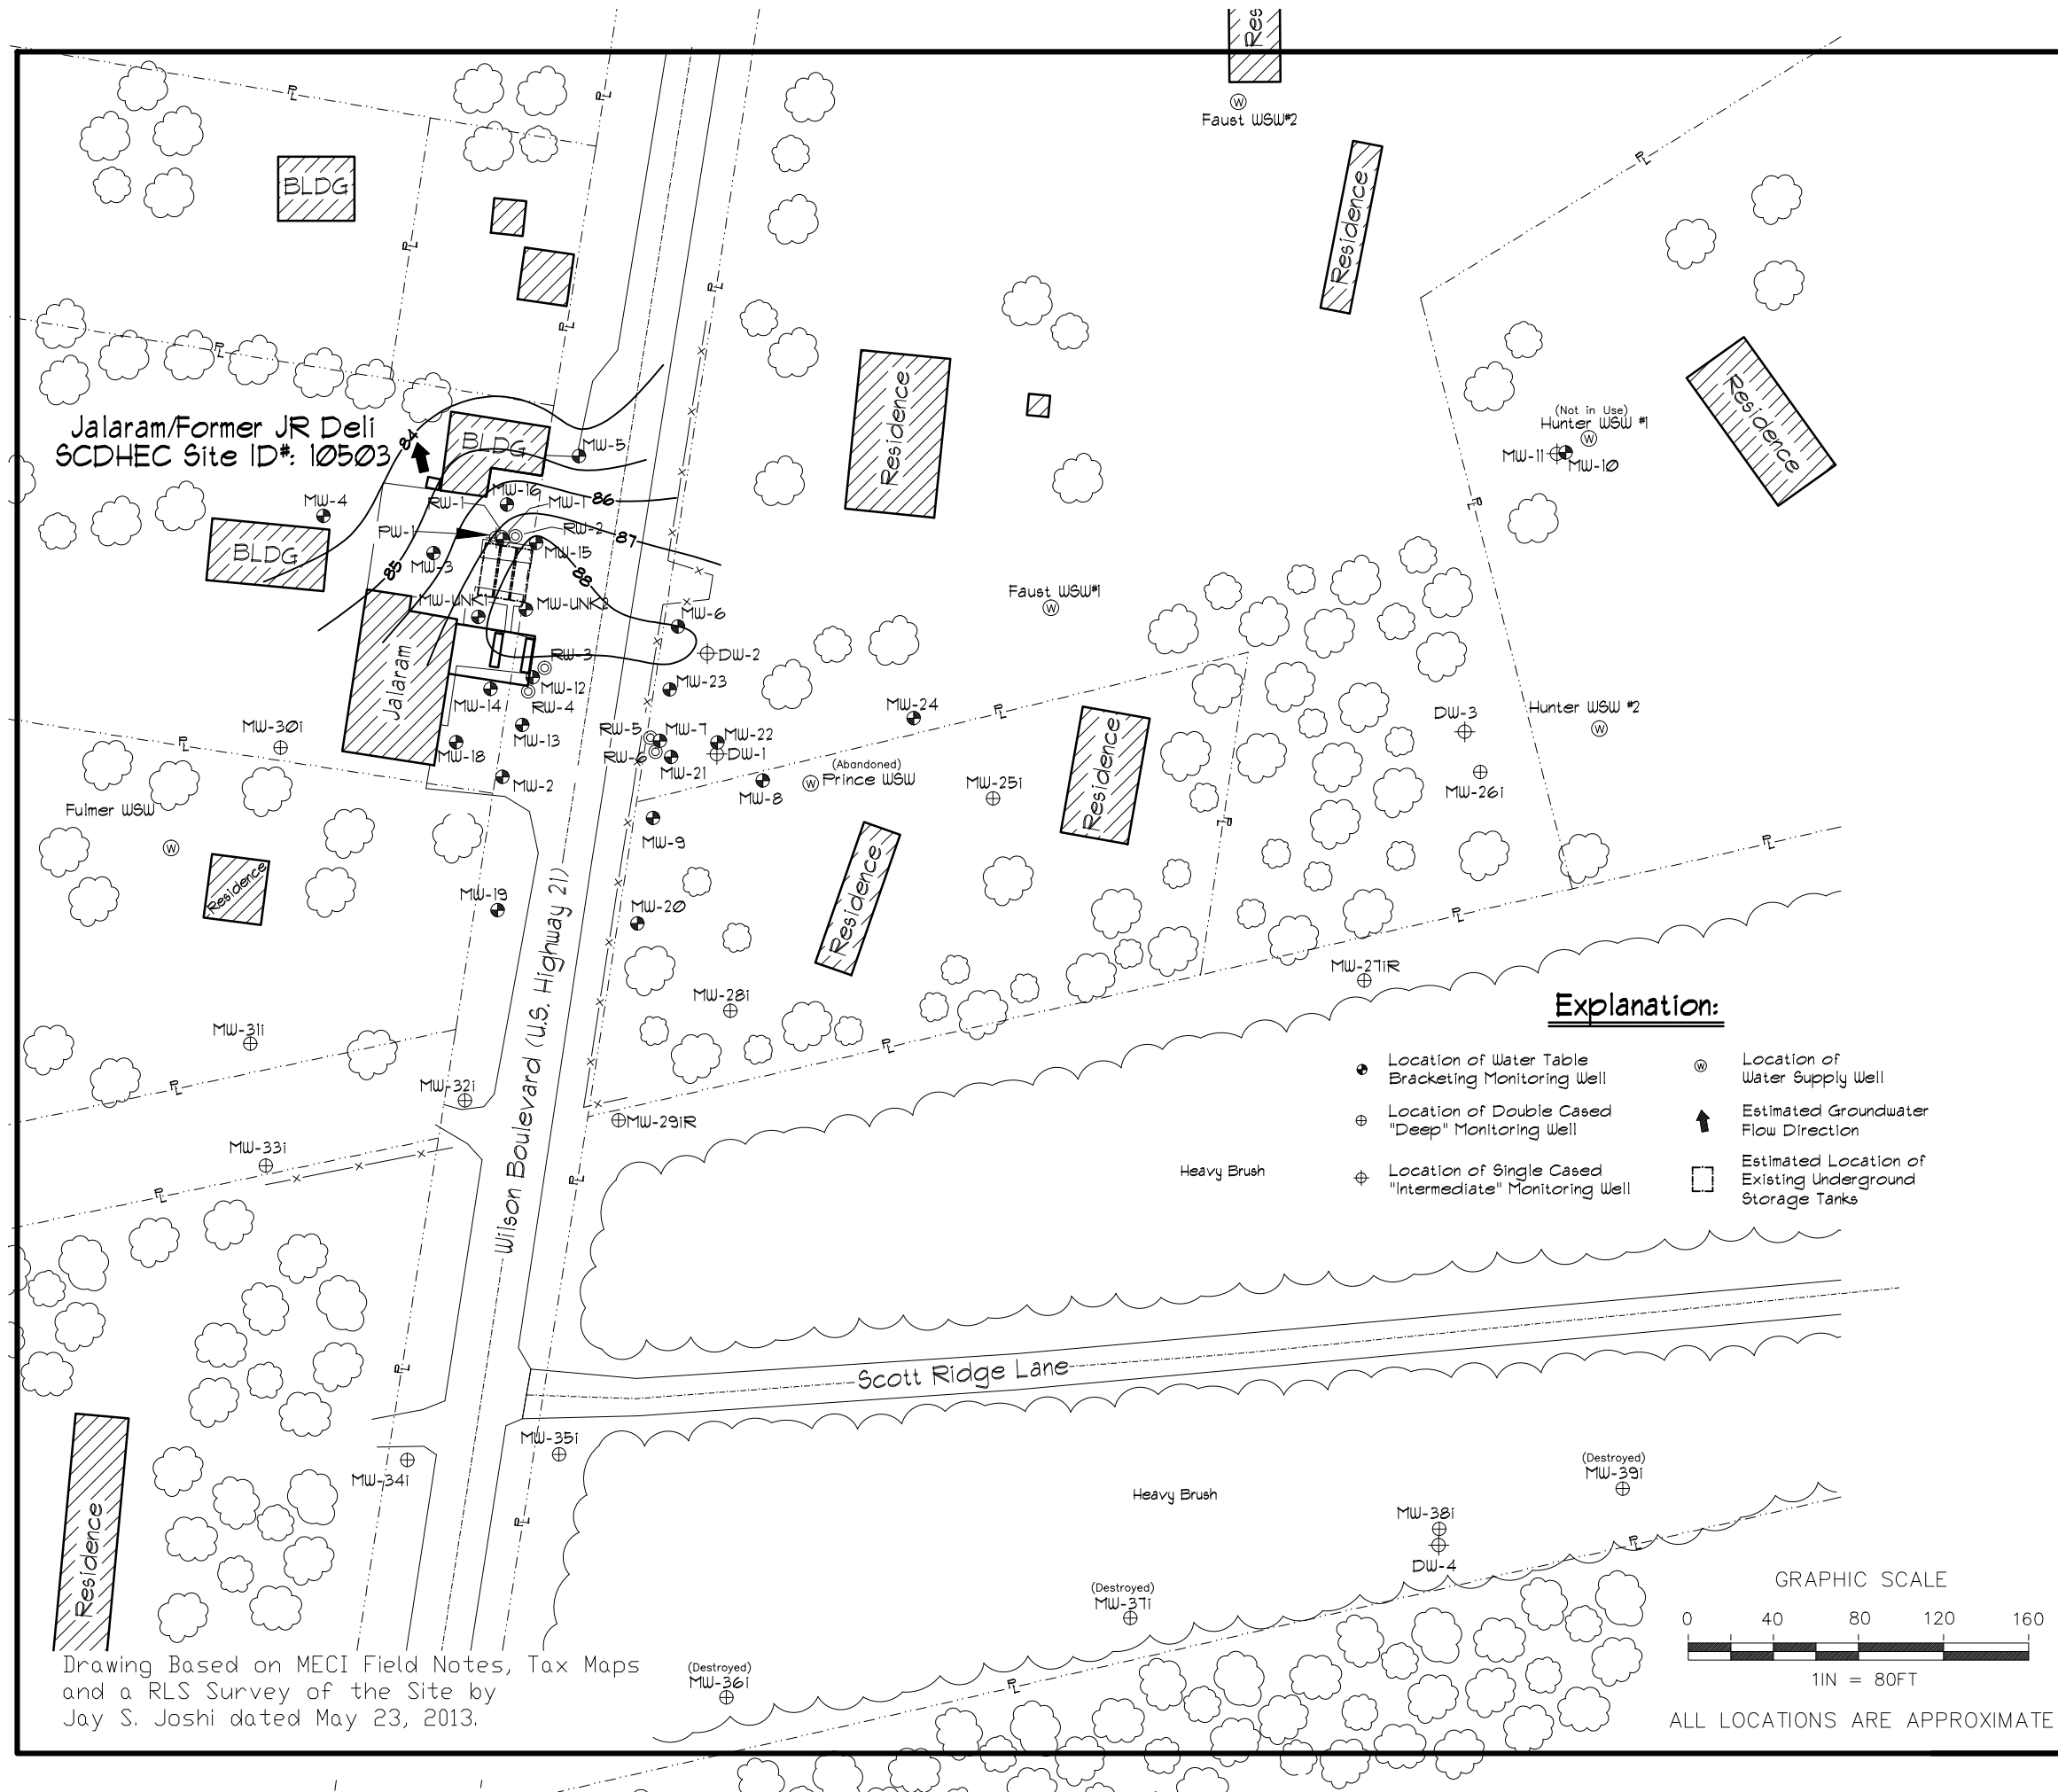 Res
Faust WSW#2
BLDG
Residence
Residence
Residence
(Not in Use)
Hunter WSW #1
MW-11
MW-10
Jalaram/Former JR Deli
SCDHEC Site ID#: 10503
84
BLDG
MW-5
MW-4
MW-16
RW-1
MW-1
86
PW-1
RW-2
87
BLDG
MW-15
MW-3
85
88
MW-UNK1
MW-UNK2
Faust WSW#1
MW-6
DW-2
RW-3
Jalaram
MW-12
MW-23
MW-14
RW-4
MW-24
DW-3
Hunter WSW #2
MW-30i
MW-13
RW-5
MW-7
MW-22
MW-18
RW-6
DW-1
MW-21
(Abandoned)
Prince WSW
MW-2
MW-8
MW-25i
Residence
MW-26i
Fulmer WSW
MW-9
Residence
Residence
MW-19
MW-20
MW-27iR
MW-28i
MW-31i
MW-32i
MW-29iR
MW-33i
Wilson Boulevard (U.S. Highway 21)
Explanation:
Location of Water Table
Bracketing Monitoring Well
Location of Double Cased
"Deep" Monitoring Well
Location of Single Cased
"Intermediate" Monitoring Well
Location of
Water Supply Well
Estimated Groundwater
Flow Direction
Estimated Location of
Existing Underground
Storage Tanks
Heavy Brush
Scott Ridge Lane
MW-35i
MW-34i
Residence
Heavy Brush
(Destroyed)
MW-39i
MW-38i
DW-4
(Destroyed)
MW-37i
(Destroyed)
MW-36i
Drawing Based on MECI Field Notes, Tax Maps
and a RLS Survey of the Site by
Jay S. Joshi dated May 23, 2013.
GRAPHIC SCALE
0 40 80 120 160
1IN = 80FT
ALL LOCATIONS ARE APPROXIMATE